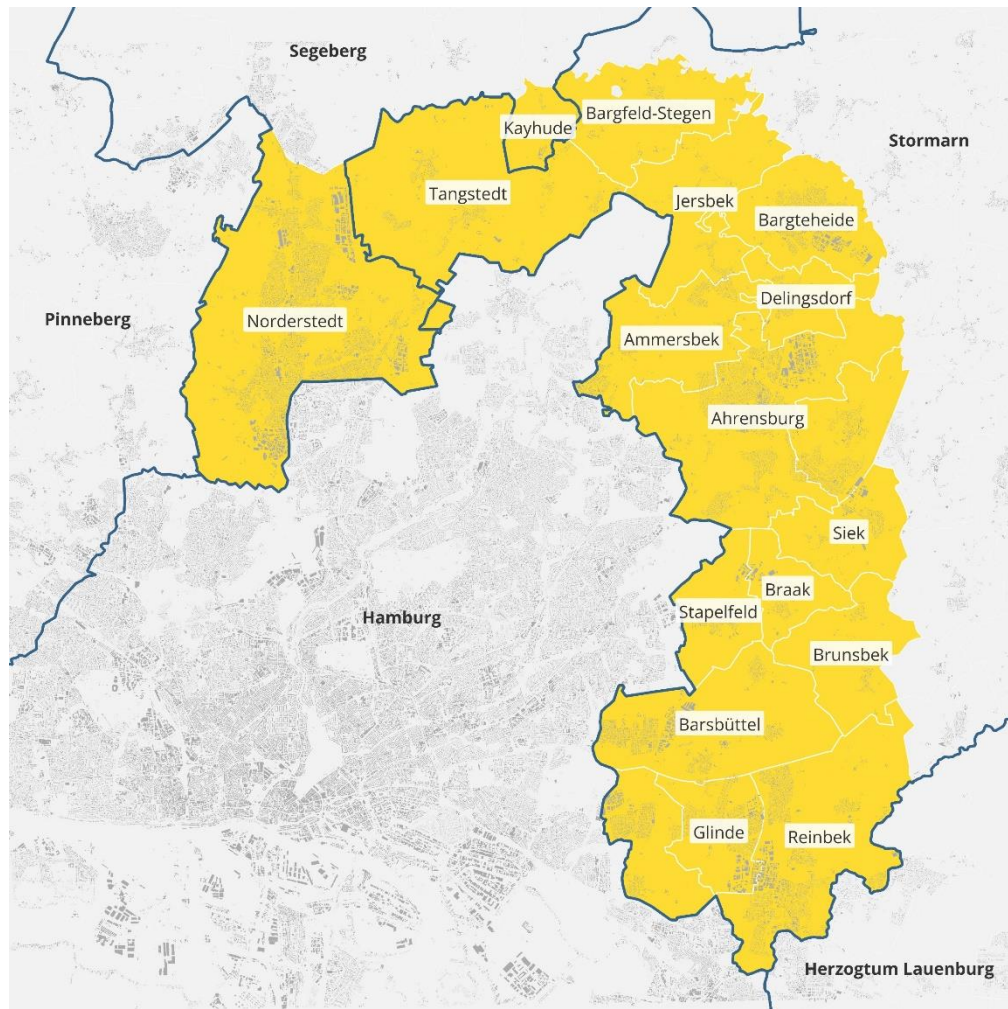 Segeberg
Kayhude
Bargfeld-Stegen
Stormarn
Tangstedt
Jersbek
Bargteheide
Delingsdorf
Pinneberg
Norderstedt
Ammersbek
Ahrensburg
Siek
Braak
Hamburg
Stapelfeld
Brunsbek
Barsbüttel
Glinde
Reinbek
Herzogtum Lauenburg